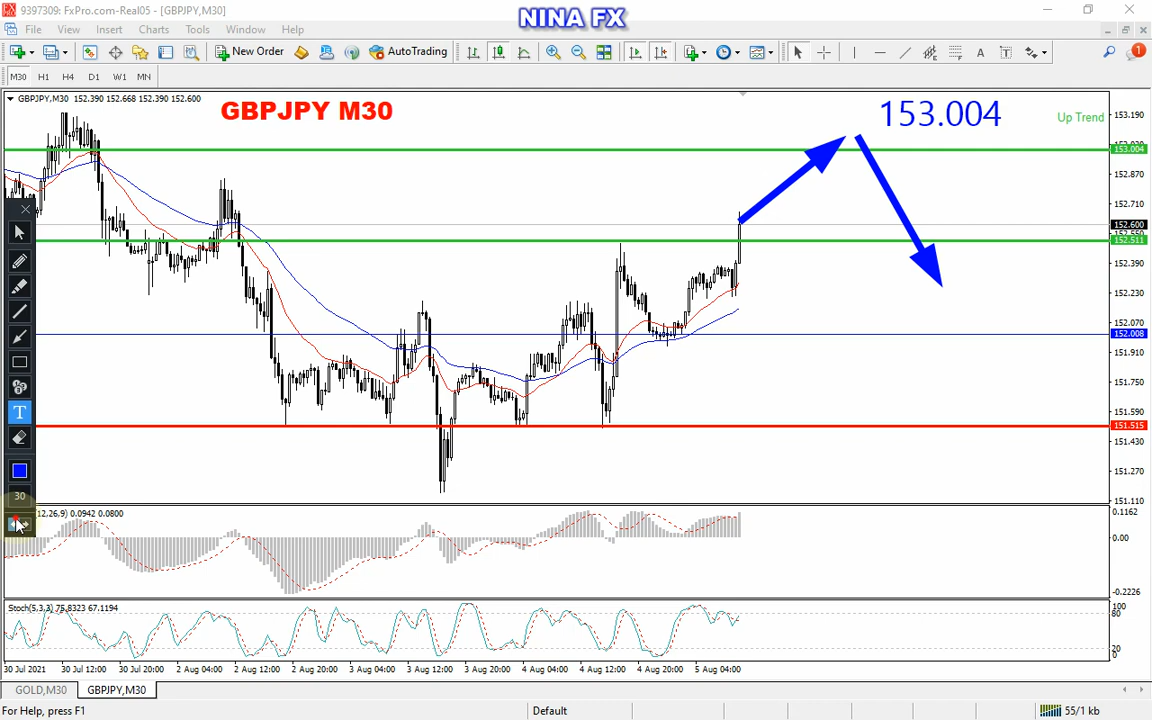 9397309: FxPro.com-Real05 - [GBPJPY,M30]
NINA FX
File View Insert Charts Tools Window Help
New Order AutoTrading
M30 H1 H4 D1 W1 MN
GBPJPY,M30 152.390 152.668 152.390 152.600
GBPJPY M30
153.004
Up Trend
153.190
153.004
152.870
152.710
152.600
152.511
152.390
152.230
152.070
152.008
151.910
151.750
151.590
151.515
151.430
151.270
151.110
T
30
12,26,9) 0.0942 0.0800
0.1162
0.00
-0.2226
Stoch(5,3,3) 75.8323 67.1194
100
80
20
0
30 Jul 2021 30 Jul 12:00 30 Jul 20:00 2 Aug 04:00 2 Aug 12:00 2 Aug 20:00 3 Aug 04:00 3 Aug 12:00 3 Aug 20:00 4 Aug 04:00 4 Aug 12:00 4 Aug 20:00 5 Aug 04:00
GOLD,M30 GBPJPY,M30
For Help, press F1 Default 55/1 kb